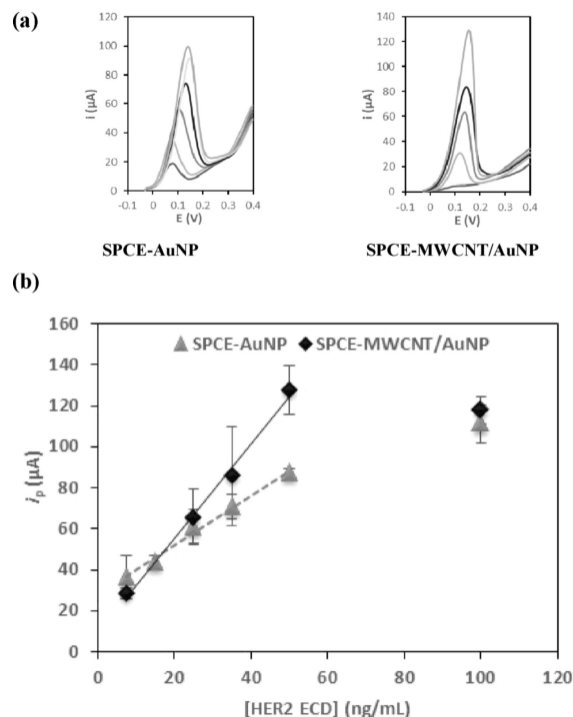 (a)
120
100
80
60
40
20
0
i (µA)
-0.1 0 0.1 0.2 0.3 0.4
E (V)
SPCE-AuNP
140
120
100
80
60
40
20
0
i (µA)
-0.1 0 0.1 0.2 0.3 0.4
E (V)
SPCE-MWCNT/AuNP
(b)
160
140
120
100
80
60
40
20
0
SPCE-AuNP SPCE-MWCNT/AuNP
ip (µA)
0 20 40 60 80 100 120
[HER2 ECD] (ng/mL)